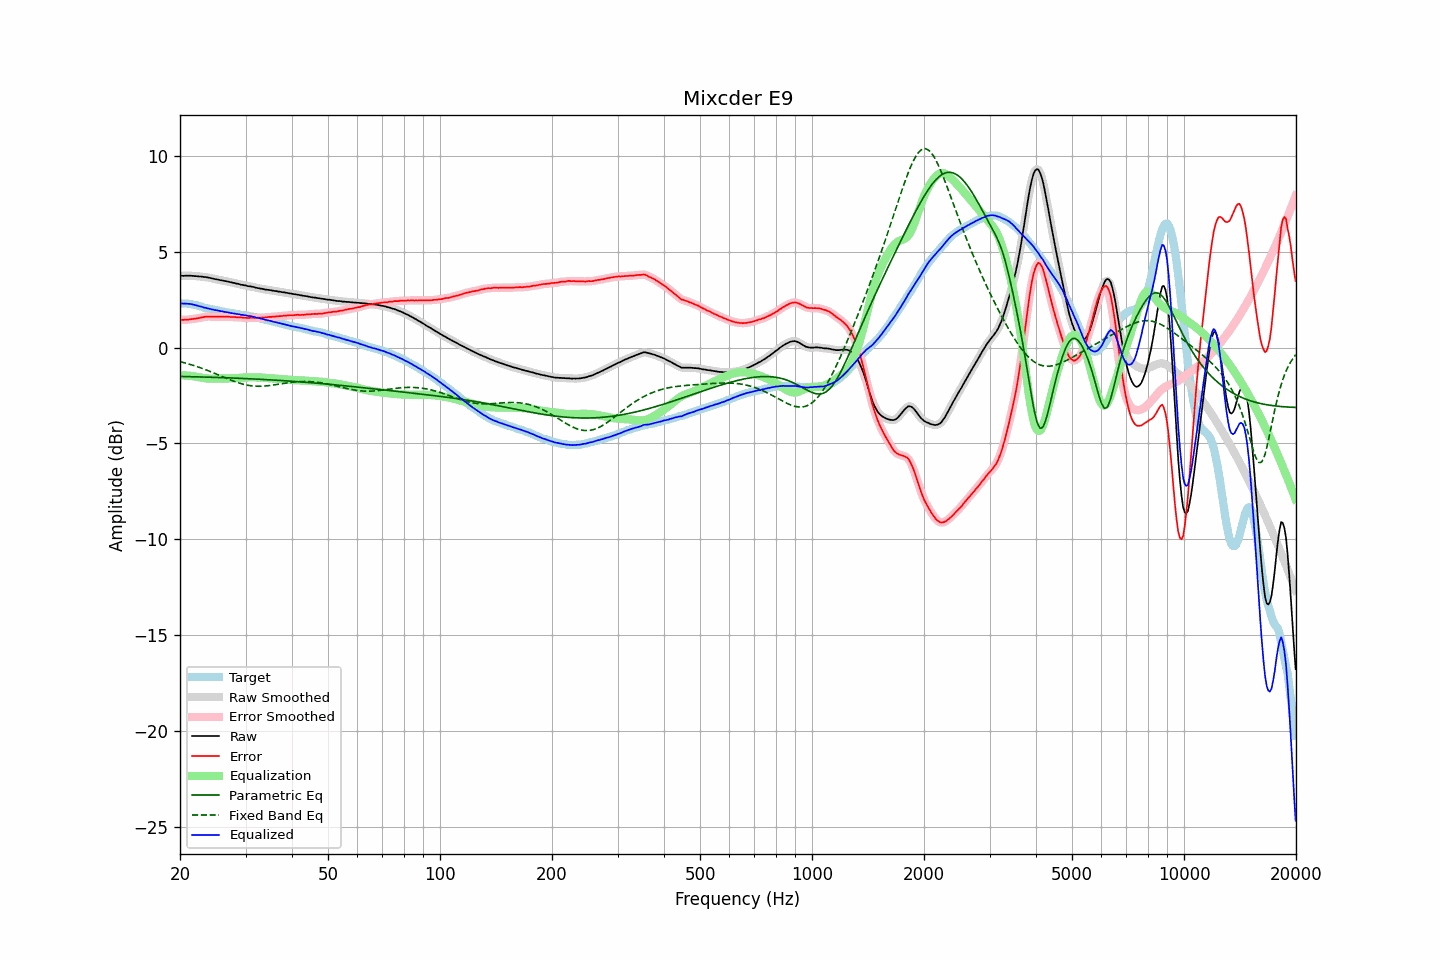 Mixcder E9
Amplitude (dBr)
10
5
0
−5
−10
−15
−20
−25
Target
Raw Smoothed
Error Smoothed
Raw
Error
Equalization
Parametric Eq
Fixed Band Eq
Equalized
20 50 100 200 500 1000 2000 5000 10000 20000
Frequency (Hz)